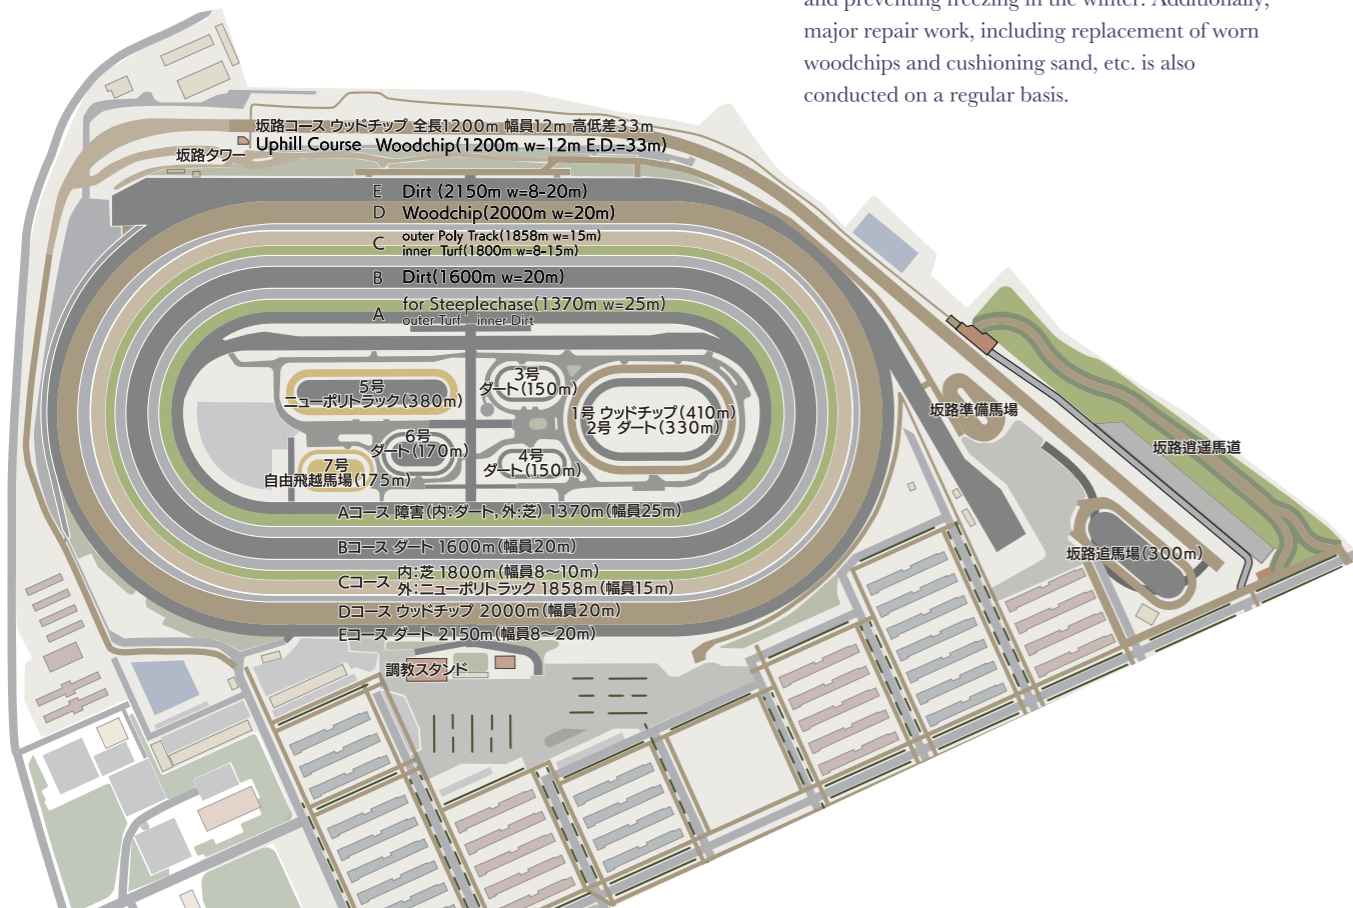 and preventing freezing in the winter. Additionally,
major repair work, including replacement of worn
woodchips and cushioning sand, etc. is also
conducted on a regular basis.
坂路コース ウッドチップ 全長1200m 幅員12m 高低差33m
Uphill Course Woodchip(1200m w=12m E.D.=33m)
坂路タワー
E Dirt (2150m w=8-20m)
D Woodchip(2000m w=20m)
C outer Poly Track(1858m w=15m)
inner Turf(1800m w=8-15m)
B Dirt(1600m w=20m)
A for Steeplechase(1370m w=25m)
outer Turf inner Dirt
3号
ダート(150m)
5号
ニューポリトラック(380m)
1号 ウッドチップ(410m)
2号 ダート(330m)
6号
ダート(170m)
4号
ダート(150m)
7号
自由飛越馬場(175m)
坂路準備馬場
坂路逍遥馬道
坂路追馬場(300m)
Aコース 障害(内:ダート,外:芝) 1370m(幅員25m)
Bコース ダート 1600m(幅員20m)
Cコース 内:芝 1800m(幅員8〜10m)
外:ニューポリトラック 1858m(幅員15m)
Dコース ウッドチップ 2000m(幅員20m)
Eコース ダート 2150m(幅員8〜20m)
調教スタンド